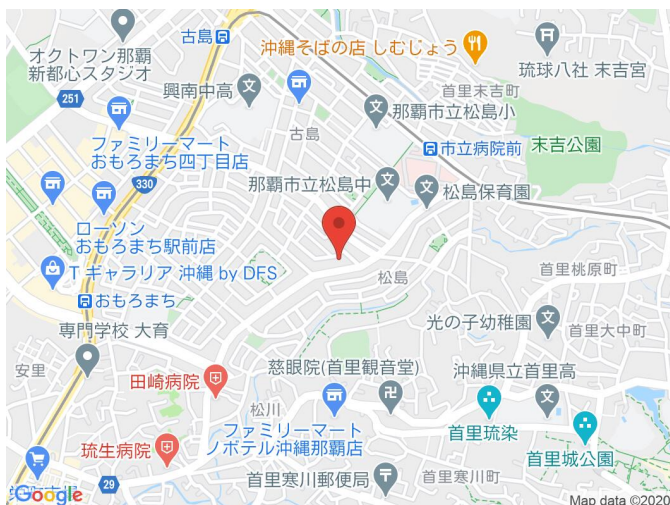 オクトワン那覇
新都心スタジオ
古島
沖縄そばの店 しむじょう
琉球八社 末吉宮
首里末吉町
興南中高
251
古島
那覇市立松島小
ファミリーマート
おもろまち四丁目店
市立病院前
末吉公園
330
那覇市立松島中
松島保育園
ローソン
おもろまち駅前店
T ギャラリア 沖縄 by DFS
松島
首里桃原町
おもろまち
光の子幼稚園
首里大中町
専門学校 大育
安里
田崎病院
慈眼院(首里観音堂)
沖縄県立首里高
松川
ファミリーマート
ノボテル沖縄那覇店
首里琉染
首里城公園
琉生病院
29
首里寒川郵便局
首里寒川町
Google
Map data ©2020